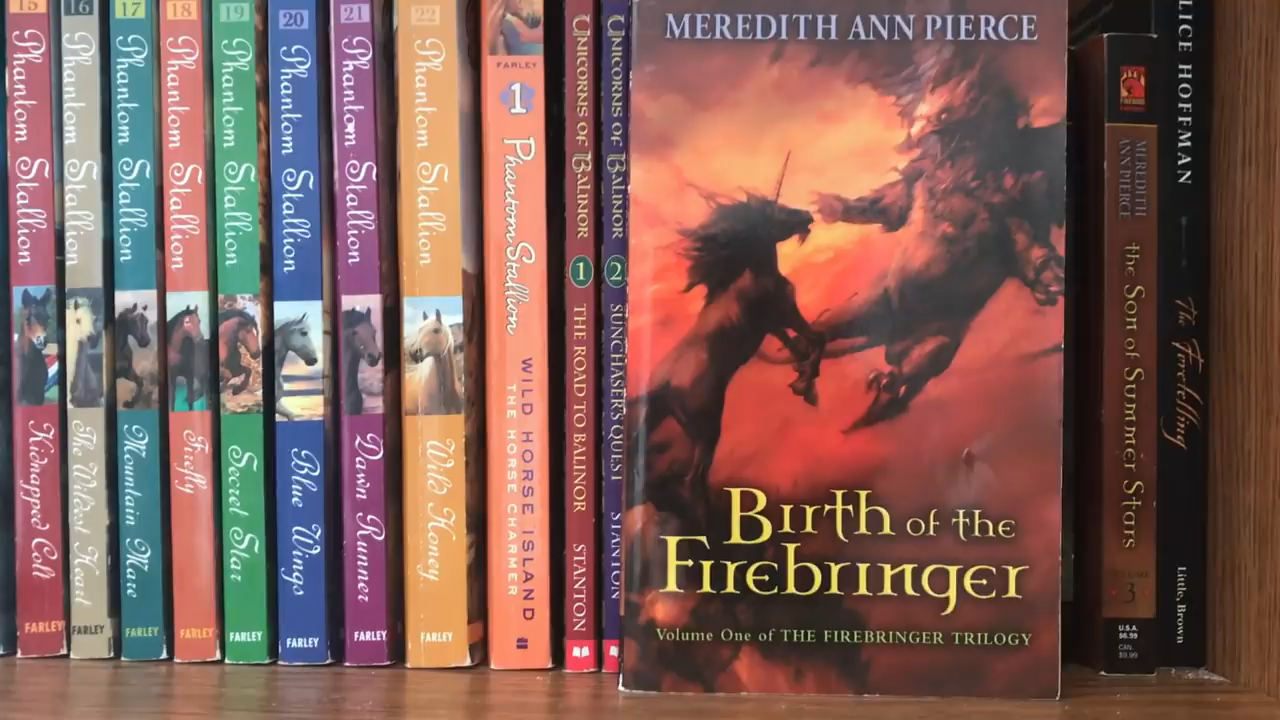 15
Phantom Stallion
Kidnapped Colt
FARLEY
16
Phantom Stallion
The Wildest Heart
FARLEY
17
Phantom Stallion
Mountain Mare
FARLEY
18
Phantom Stallion
Firefly
FARLEY
19
Phantom Stallion
Secret Star
FARLEY
20
Phantom Stallion
Blue Wings
FARLEY
21
Phantom Stallion
Dawn Runner
FARLEY
22
Phantom Stallion
Wild Honey
FARLEY
FARLEY
1
Phantom Stallion
WILD HORSE ISLAND
THE HORSE CHARMER
UNICORNS OF BALINOR
1
THE ROAD TO BALINOR
STANTON
UNICORNS OF BALINOR
2
SUNCHASER'S QUEST
STANTON
MEREDITH ANN PIERCE
Birth of the
Firebringer
Volume One of THE FIREBRINGER TRILOGY
FIREBIRD
MEREDITH
ANN PIERCE
the Son of Summer Stars
VOLUME
3
U.S.A.
$6.99
CAN.
$9.99
LICE HOFFMAN
The Foretelling
Little, Brown